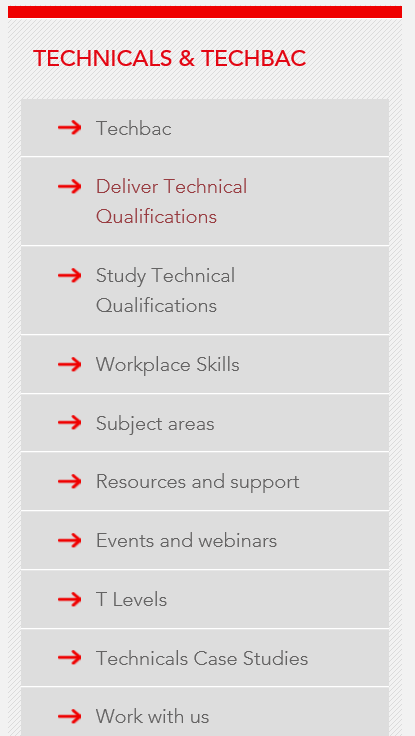 TECHNICALS & TECHBAC
Techbac
Deliver Technical
Qualifications
Study Technical
Qualifications
Workplace Skills
Subject areas
Resources and support
Events and webinars
T Levels
Technicals Case Studies
Work with us